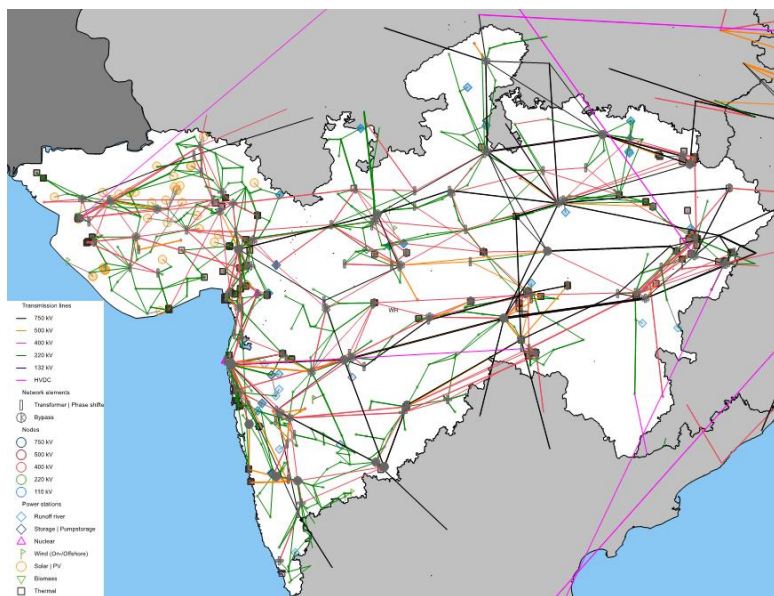 WR
Transmission lines
750 kV
500 kV
400 kV
220 kV
132 kV
HVDC
Network elements
Transformer | Phase shifte
Bypass
Nodes
750 kV
500 kV
400 kV
220 kV
110 kV
Power stations
Runoff river
Storage | Pumpstorage
Nuclear
Wind (On-/Offshore)
Solar | PV
Biomass
Thermal